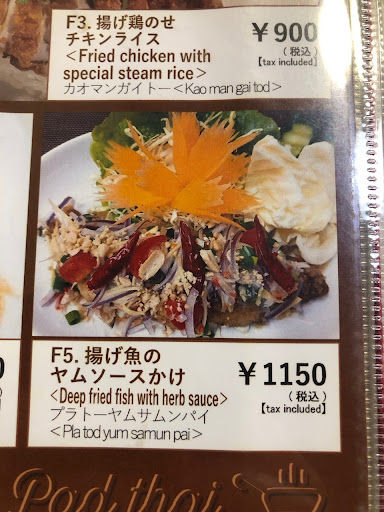 F3. 揚げ鶏のせ
チキンライス
<Fried chicken with
special steam rice>
カオマンガイトー<Kao man gai tod>
￥900
(税込)
【tax included】
F5. 揚げ魚の
ヤムソースかけ
<Deep fried fish with herb sauce>
プラトーヤムサムンパイ
<Pla tod yum samun pai>
￥1150
(税込)
【tax included】
0
)
d】
Pad thai